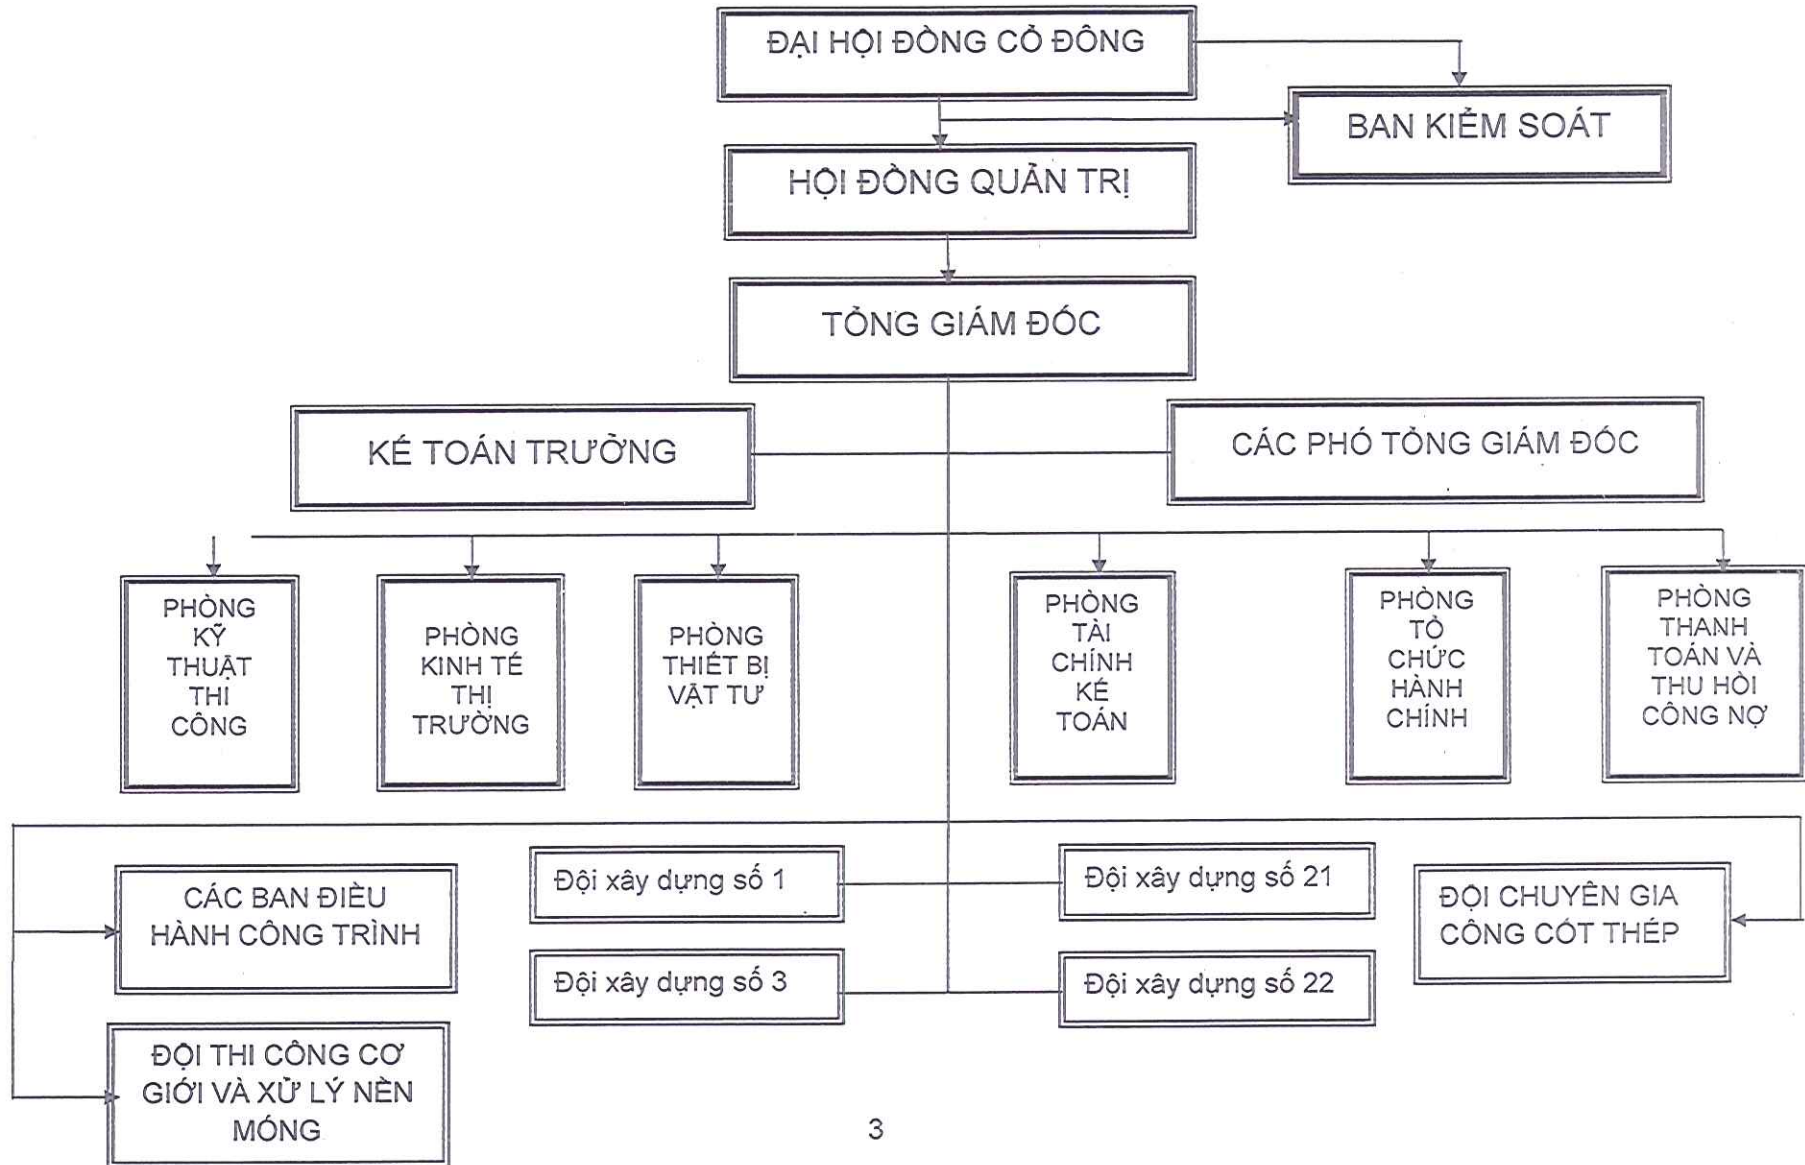 ĐẠI HỘI ĐỒNG CỔ ĐÔNG
BAN KIỂM SOÁT
HỘI ĐỒNG QUẢN TRỊ
TỔNG GIÁM ĐỐC
KẾ TOÁN TRƯỞNG
CÁC PHÓ TỔNG GIÁM ĐỐC
PHÒNG
KỸ
THUẬT
THI
CÔNG
PHÒNG
KINH TẾ
THỊ
TRƯỜNG
PHÒNG
THIẾT BỊ
VẬT TƯ
PHÒNG
TÀI
CHÍNH
KẾ
TOÁN
PHÒNG
TỔ
CHỨC
HÀNH
CHÍNH
PHÒNG
THANH
TOÁN VÀ
THU HỒI
CÔNG NỢ
CÁC BAN ĐIỀU
HÀNH CÔNG TRÌNH
Đội xây dựng số 1
Đội xây dựng số 21
ĐỘI CHUYÊN GIA
CÔNG CỐT THÉP
Đội xây dựng số 3
Đội xây dựng số 22
ĐỘI THI CÔNG CƠ
GIỚI VÀ XỬ LÝ NỀN
MÓNG
3